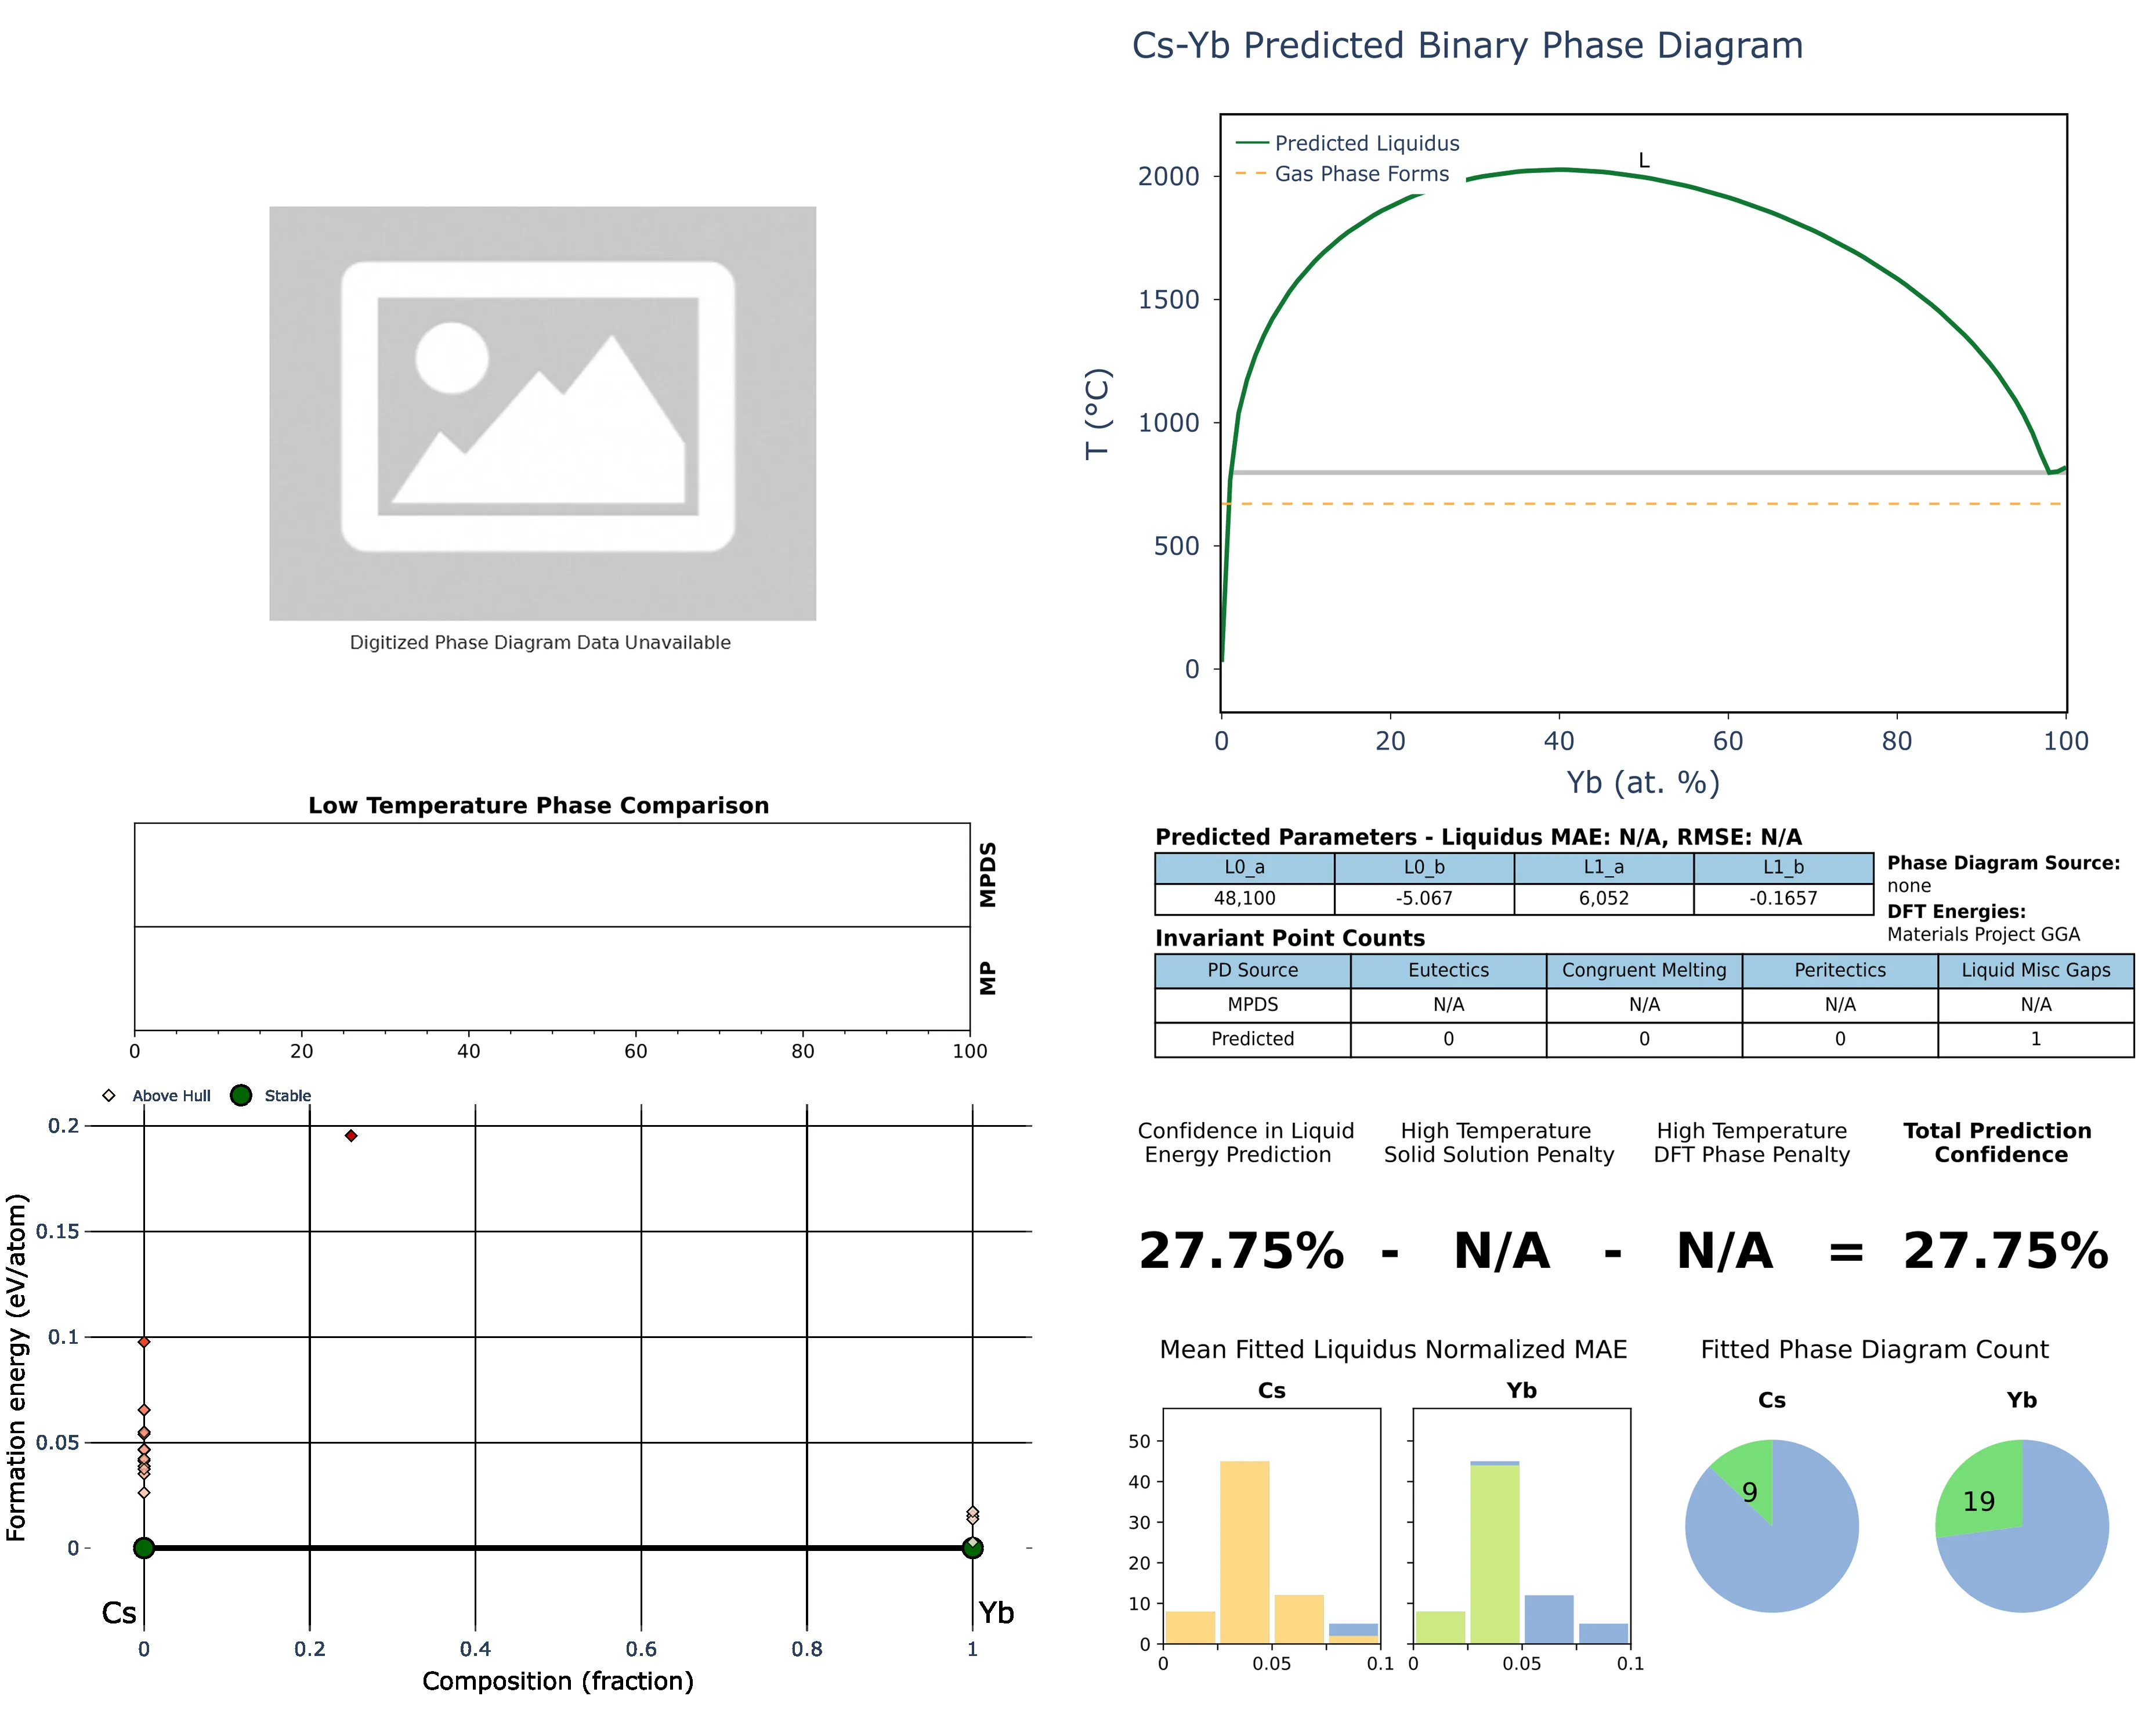 Cs-Yb Predicted Binary Phase Diagram
Predicted Liquidus
Gas Phase Forms
L
2000
1500
1000
500
0
T (°C)
0 20 40 60 80 100
Yb (at. %)
Digitized Phase Diagram Data Unavailable
Low Temperature Phase Comparison
MPDS
MP
0 20 40 60 80 100
Predicted Parameters - Liquidus MAE: N/A, RMSE: N/A
L0_a L0_b L1_a L1_b
48,100 -5.067 6,052 -0.1657
Phase Diagram Source:
none
DFT Energies:
Materials Project GGA
Invariant Point Counts
PD Source Eutectics Congruent Melting Peritectics Liquid Misc Gaps
MPDS N/A N/A N/A N/A
Predicted 0 0 0 1
Above Hull Stable
0.2
0.15
0.1
0.05
0
Formation energy (eV/atom)
Cs Yb
0 0.2 0.4 0.6 0.8 1
Composition (fraction)
Confidence in Liquid
Energy Prediction
High Temperature
Solid Solution Penalty
High Temperature
DFT Phase Penalty
Total Prediction
Confidence
27.75% - N/A - N/A = 27.75%
Mean Fitted Liquidus Normalized MAE
Cs Yb
50
40
30
20
10
0
0 0.05 0.1 0 0.05 0.1
Fitted Phase Diagram Count
Cs Yb
9 19